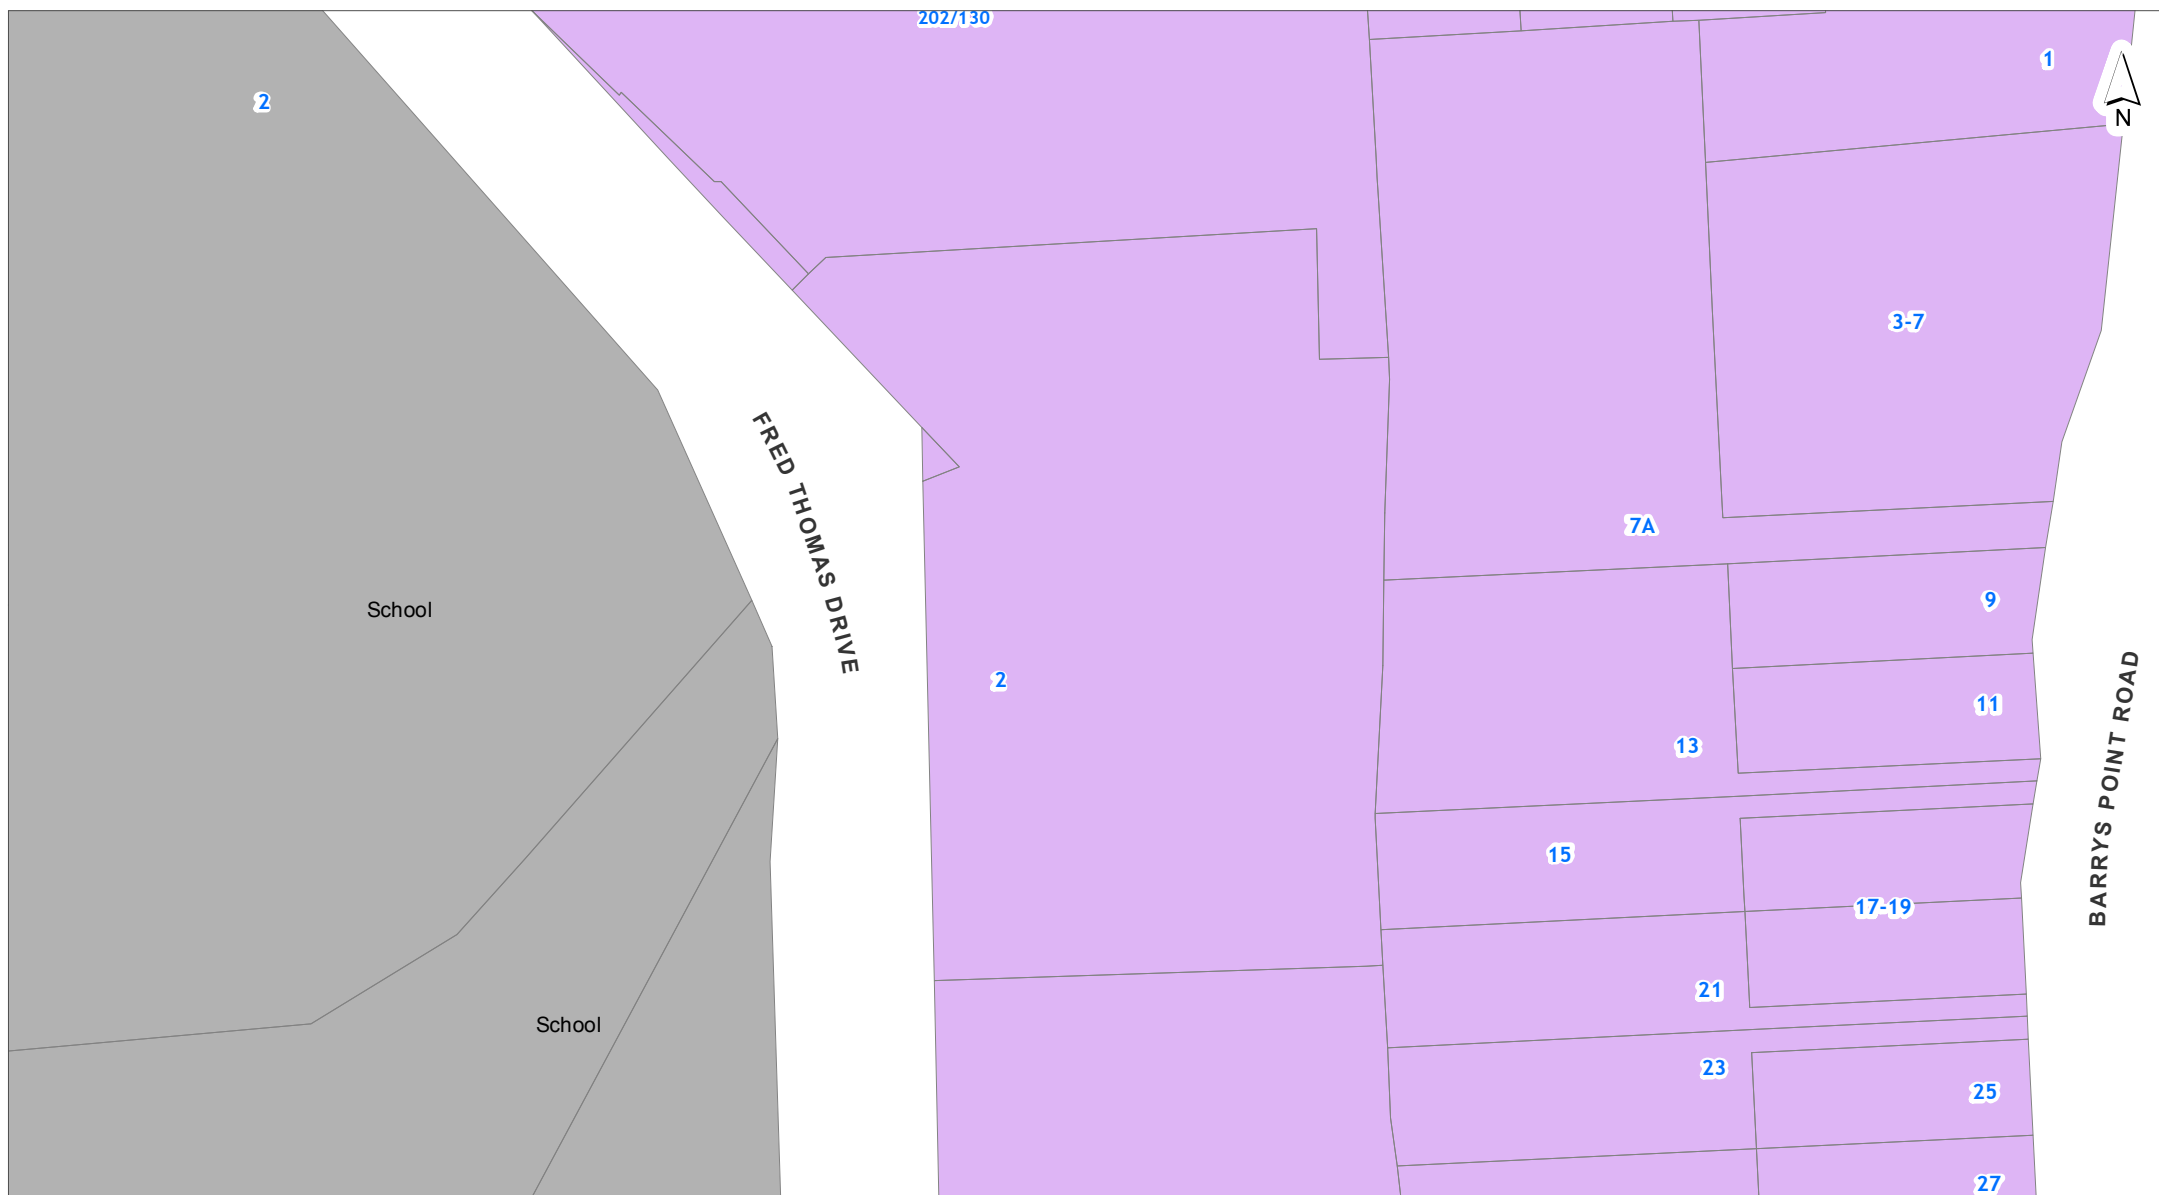 202/130
1
2
N
3-7
FRED THOMAS DRIVE
7A
9
School
2
11
BARRYS POINT ROAD
13
15
17-19
21
School
23
25
27